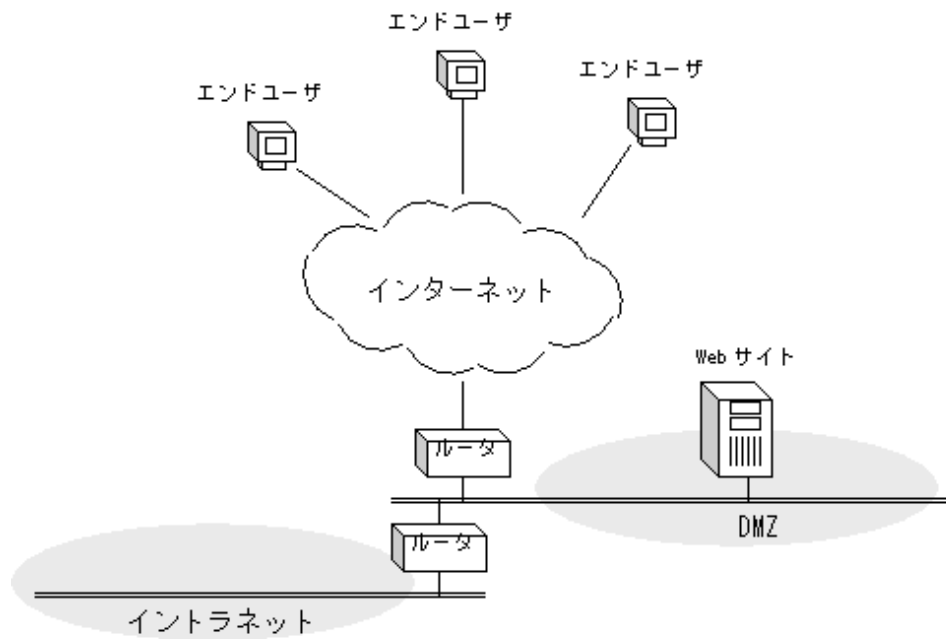 エンドユーザ
エンドユーザ
エンドユーザ
インターネット
Web サイト
ルータ
DMZ
ルータ
イントラネット